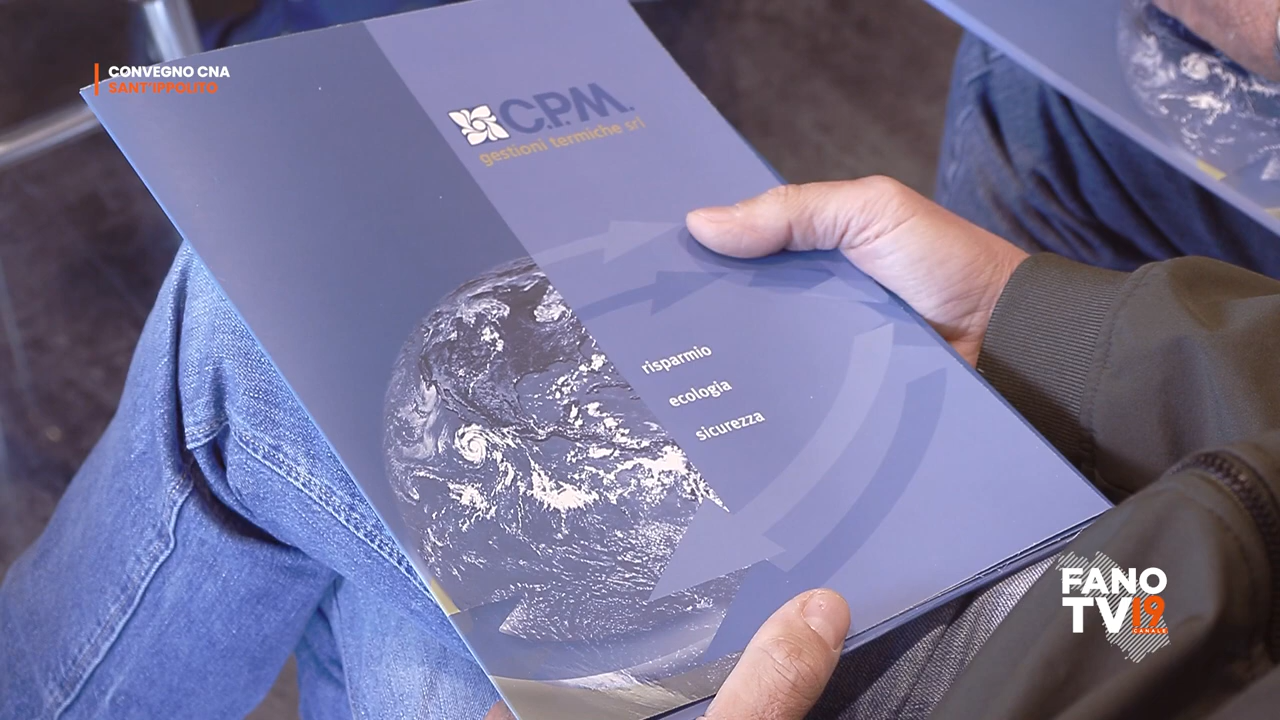 CONVEGNO CNA
SANT'IPPOLITO
C.P.M.
gestioni termiche srl
risparmio
ecologia
sicurezza
FANO
TV19
CANALE